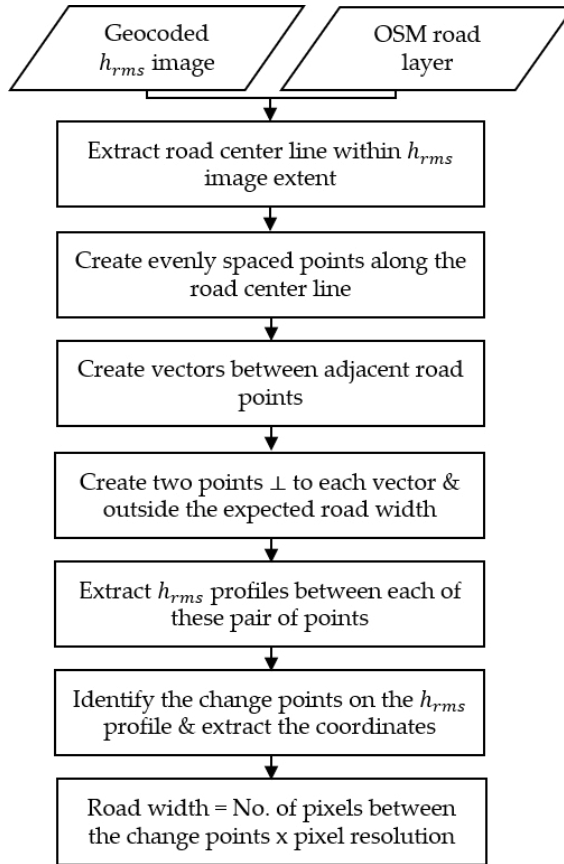 Geocoded
h_rms image
OSM road
layer
Extract road center line within h_rms
image extent
Create evenly spaced points along the
road center line
Create vectors between adjacent road
points
Create two points ⊥ to each vector &
outside the expected road width
Extract h_rms profiles between each of
these pair of points
Identify the change points on the h_rms
profile & extract the coordinates
Road width = No. of pixels between
the change points x pixel resolution